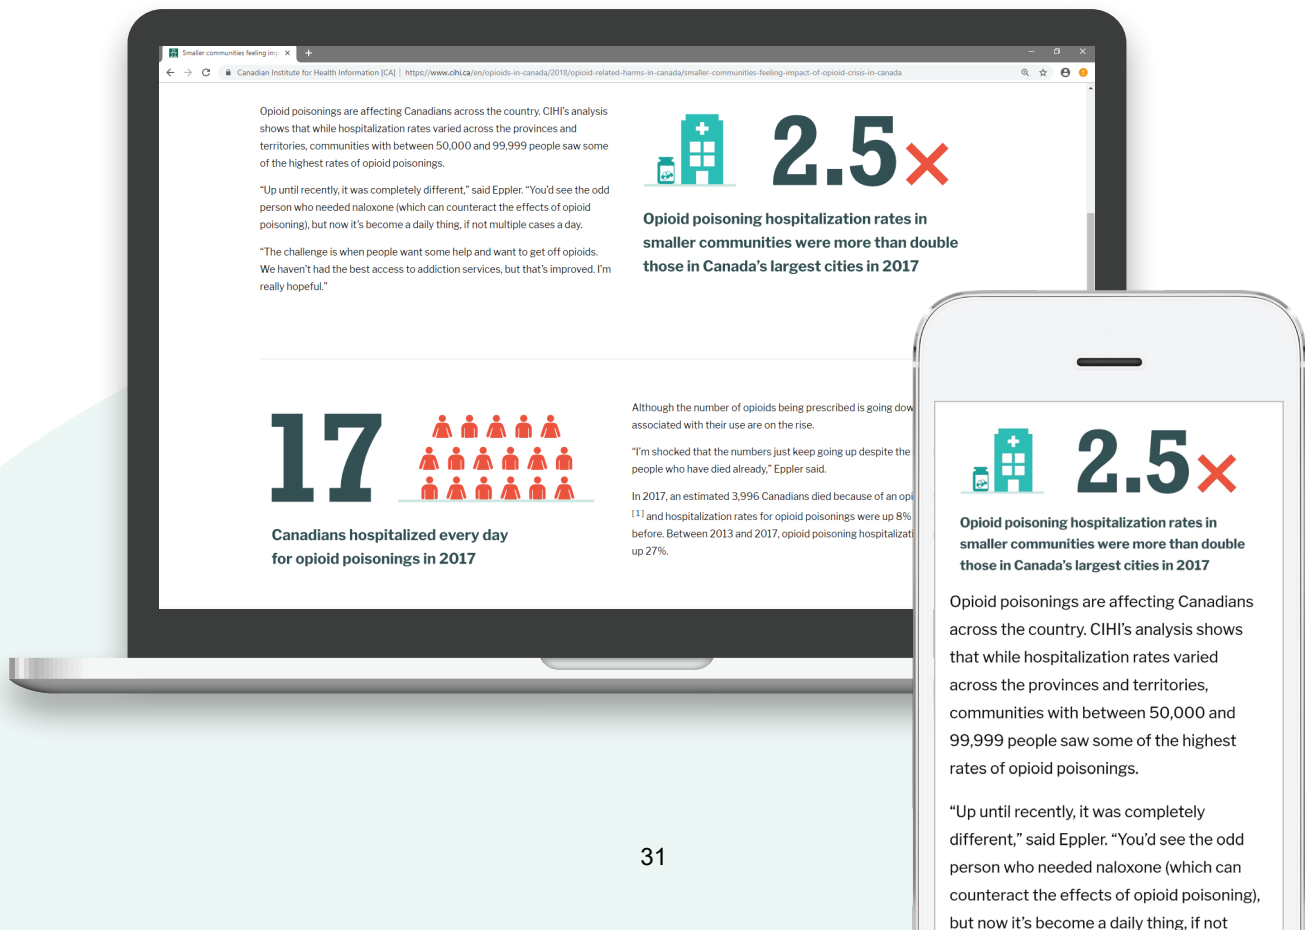 Smaller communities feeling imp
Canadian Institute for Health Information [CA] | https://www.cihi.ca/en/opioids-in-canada/2018/opioid-related-harms-in-canada/smaller-communities-feeling-impact-of-opioid-crisis-in-canada
Opioid poisonings are affecting Canadians across the country. CIHI's analysis
shows that while hospitalization rates varied across the provinces and
territories, communities with between 50,000 and 99,999 people saw some
of the highest rates of opioid poisonings.
“Up until recently, it was completely different,” said Eppler. “You'd see the odd
person who needed naloxone (which can counteract the effects of opioid
poisoning), but now it's become a daily thing, if not multiple cases a day.
“The challenge is when people want some help and want to get off opioids.
We haven't had the best access to addiction services, but that's improved. I'm
really hopeful.”
2.5×
Opioid poisoning hospitalization rates in
smaller communities were more than double
those in Canada's largest cities in 2017
17
Canadians hospitalized every day
for opioid poisonings in 2017
Although the number of opioids being prescribed is going dow
associated with their use are on the rise.
“I'm shocked that the numbers just keep going up despite the
people who have died already,” Eppler said.
In 2017, an estimated 3,996 Canadians died because of an opi
[1] and hospitalization rates for opioid poisonings were up 8%
before. Between 2013 and 2017, opioid poisoning hospitalizati
up 27%.
2.5×
Opioid poisoning hospitalization rates in
smaller communities were more than double
those in Canada's largest cities in 2017
Opioid poisonings are affecting Canadians
across the country. CIHI's analysis shows
that while hospitalization rates varied
across the provinces and territories,
communities with between 50,000 and
99,999 people saw some of the highest
rates of opioid poisonings.
“Up until recently, it was completely
different,” said Eppler. “You'd see the odd
person who needed naloxone (which can
counteract the effects of opioid poisoning),
but now it's become a daily thing, if not
31